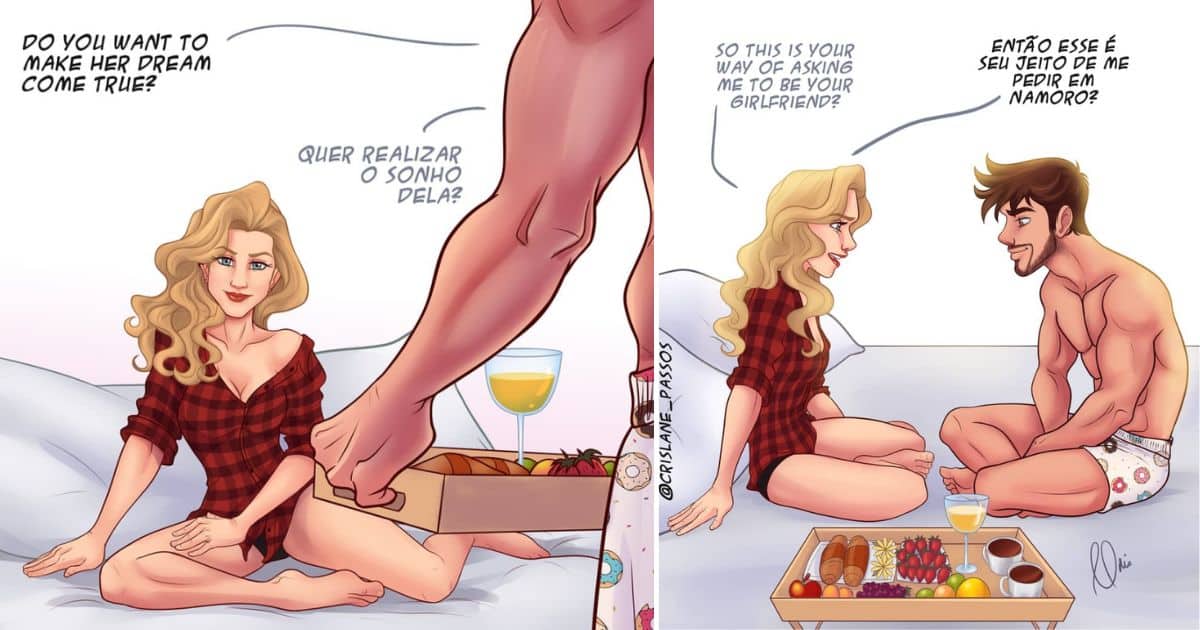 DO YOU WANT TO
MAKE HER DREAM
COME TRUE?
QUER REALIZAR
O SONHO
DELA?
SO THIS IS YOUR
WAY OF ASKING
ME TO BE YOUR
GIRLFRIEND?
ENTÃO ESSE É
SEU JEITO DE ME
PEDIR EM
NAMORO?
@CRISLANE_PASSOS